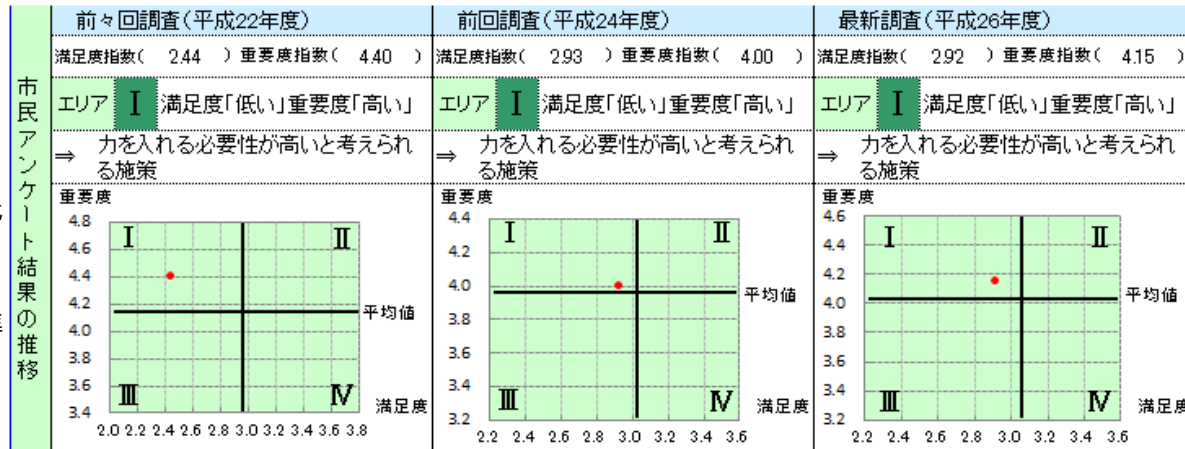 市民アンケート結果の推移
前々回調査(平成22年度)
満足度指数( 2.44 )重要度指数( 4.40 )
エリア Ⅰ 満足度「低い」重要度「高い」
⇒ 力を入れる必要性が高いと考えられ
る施策
重要度
4.8
4.6
4.4
4.2
4.0
3.8
3.6
3.4
Ⅰ
Ⅱ
Ⅲ
Ⅳ
平均値
満足度
2.0 2.2 2.4 2.6 2.8 3.0 3.2 3.4 3.6 3.8
前回調査(平成24年度)
満足度指数( 2.93 )重要度指数( 4.00 )
エリア Ⅰ 満足度「低い」重要度「高い」
⇒ 力を入れる必要性が高いと考えられ
る施策
重要度
4.4
4.2
4.0
3.8
3.6
3.4
3.2
Ⅰ
Ⅱ
Ⅲ
Ⅳ
平均値
満足度
2.2 2.4 2.6 2.8 3.0 3.2 3.4 3.6
最新調査(平成26年度)
満足度指数( 2.92 )重要度指数( 4.15 )
エリア Ⅰ 満足度「低い」重要度「高い」
⇒ 力を入れる必要性が高いと考えられ
る施策
重要度
4.6
4.4
4.2
4.0
3.8
3.6
3.4
3.2
Ⅰ
Ⅱ
Ⅲ
Ⅳ
平均値
満足度
2.2 2.4 2.6 2.8 3.0 3.2 3.4 3.6